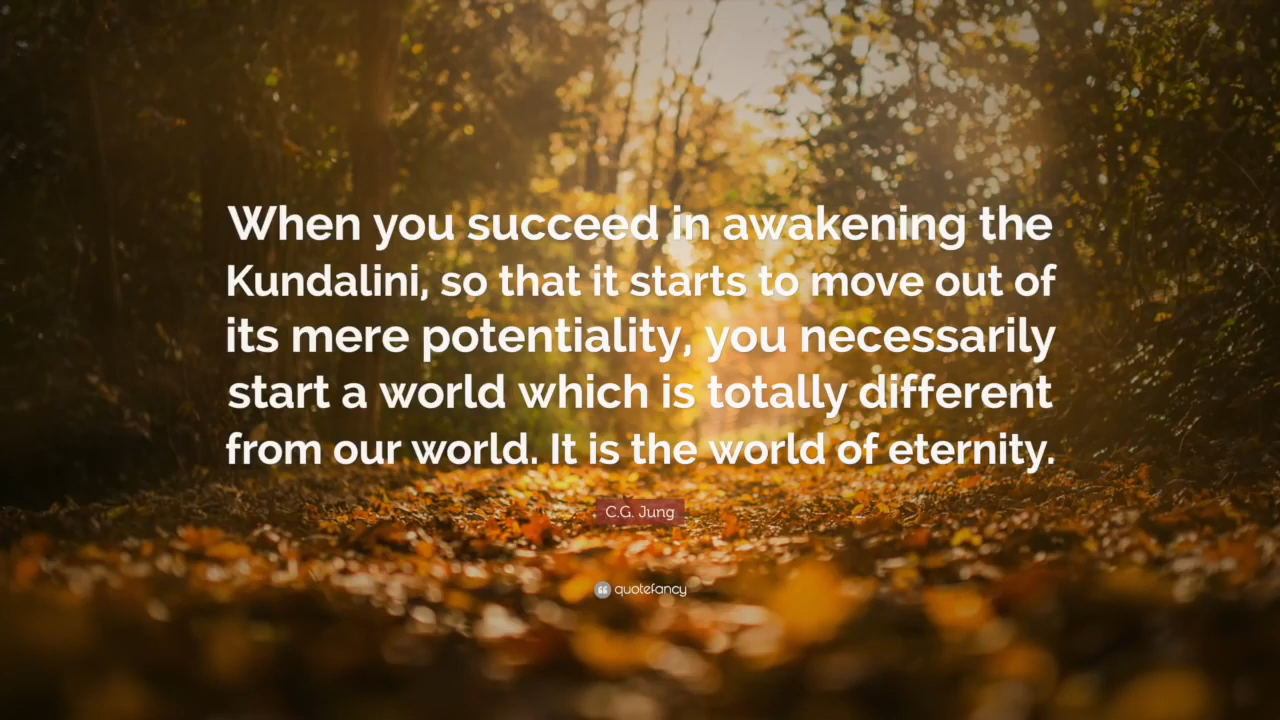 When you succeed in awakening the
Kundalini, so that it starts to move out of
its mere potentiality, you necessarily
start a world which is totally different
from our world. It is the world of eternity.
C.G. Jung
quotefancy